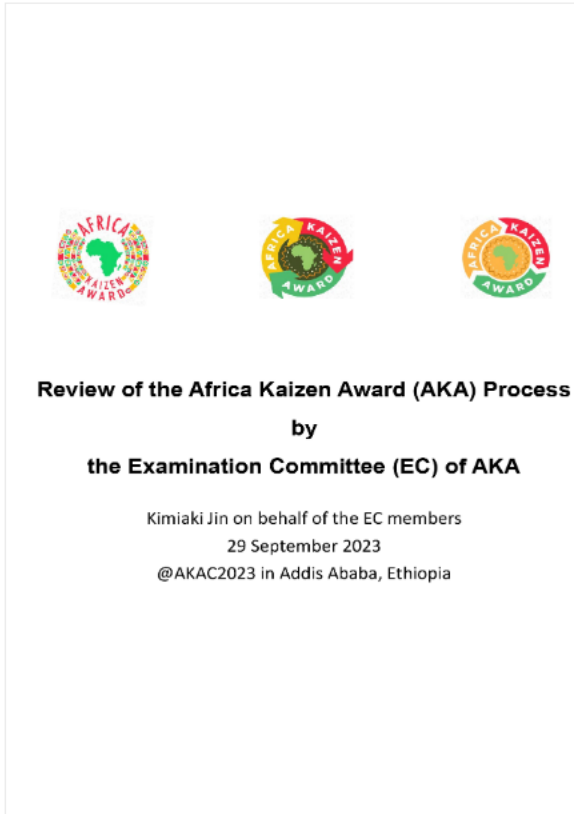 AFRICA
KAIZEN
AWARD
AFRICA KAIZEN
AWARD
AFRICA KAIZEN
AWARD
Review of the Africa Kaizen Award (AKA) Process
by
the Examination Committee (EC) of AKA
Kimiaki Jin on behalf of the EC members
29 September 2023
@AKAC2023 in Addis Ababa, Ethiopia